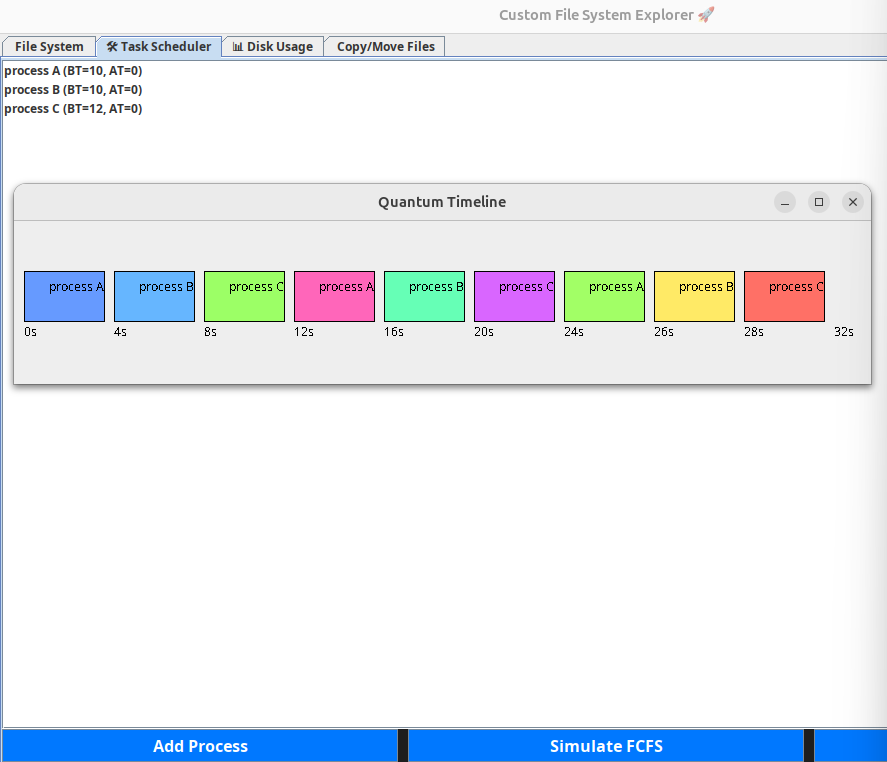 Custom File System Explorer 🚀
File System 🛠 Task Scheduler 📊 Disk Usage Copy/Move Files
process A (BT=10, AT=0)
process B (BT=10, AT=0)
process C (BT=12, AT=0)
Quantum Timeline
process A process B process C process A process B process C process A process B process C
0s 4s 8s 12s 16s 20s 24s 26s 28s 32s
Add Process Simulate FCFS